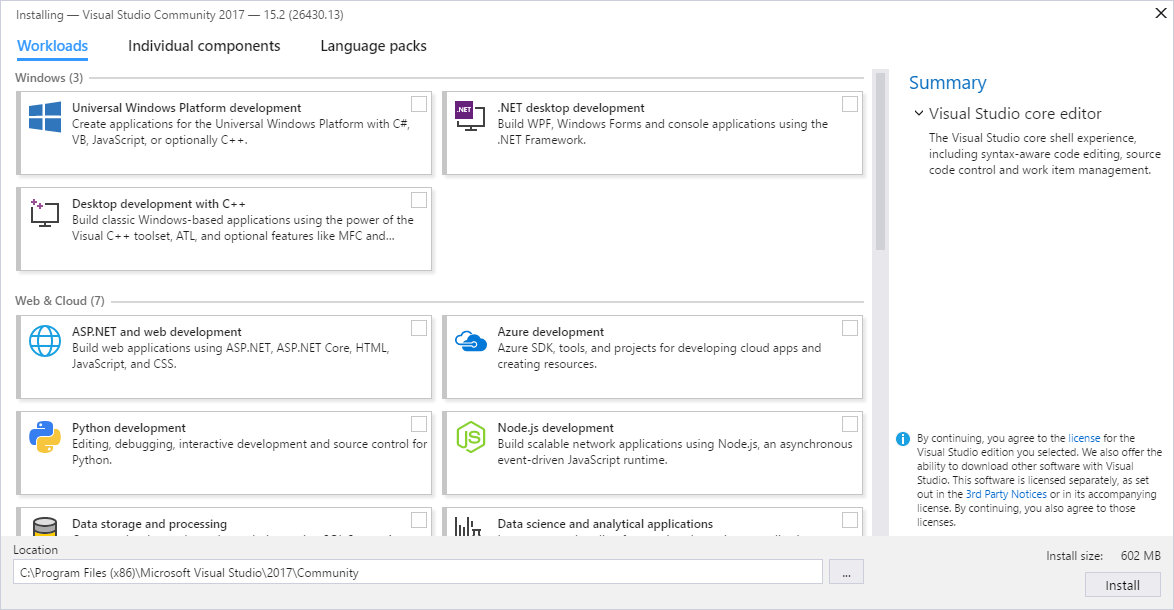 Installing — Visual Studio Community 2017 — 15.2 (26430.13)
Workloads
Individual components
Language packs
Windows (3)
Universal Windows Platform development
Create applications for the Universal Windows Platform with C#,
VB, JavaScript, or optionally C++.
.NET
.NET desktop development
Build WPF, Windows Forms and console applications using the
.NET Framework.
Desktop development with C++
Build classic Windows-based applications using the power of the
Visual C++ toolset, ATL, and optional features like MFC and...
Web & Cloud (7)
ASP.NET and web development
Build web applications using ASP.NET, ASP.NET Core, HTML,
JavaScript, and CSS.
Azure development
Azure SDK, tools, and projects for developing cloud apps and
creating resources.
Python development
Editing, debugging, interactive development and source control for
Python.
JS
Node.js development
Build scalable network applications using Node.js, an asynchronous
event-driven JavaScript runtime.
Data storage and processing
Data science and analytical applications
Summary
Visual Studio core editor
The Visual Studio core shell experience,
including syntax-aware code editing, source
code control and work item management.
By continuing, you agree to the license for the
Visual Studio edition you selected. We also offer the
ability to download other software with Visual
Studio. This software is licensed separately, as set
out in the 3rd Party Notices or in its accompanying
license. By continuing, you also agree to those
licenses.
Location
C:\Program Files (x86)\Microsoft Visual Studio\2017\Community
...
Install size: 602 MB
Install